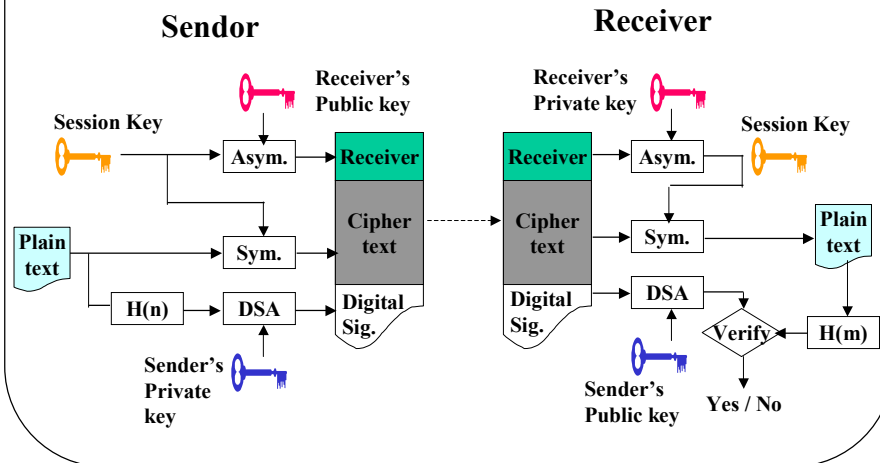 Sendor
Receiver
Receiver's
Public key
Receiver's
Private key
Session Key
Session Key
Asym.
Receiver
Receiver
Asym.
Plain
text
Sym.
Cipher
text
Cipher
text
Sym.
Plain
text
H(n)
DSA
Digital
Sig.
Digital
Sig.
DSA
Verify
H(m)
Sender's
Private
key
Sender's
Public key
Yes / No